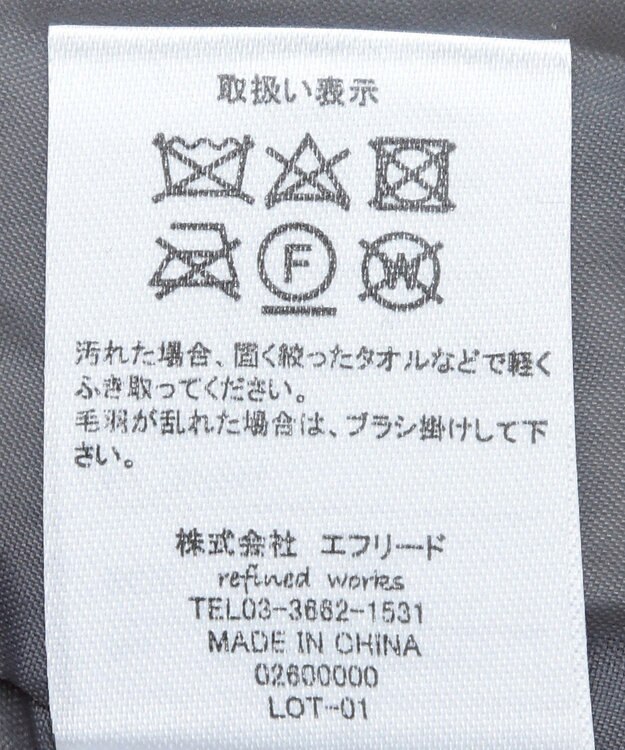 取扱い表示
F
W
汚れた場合、固く絞ったタオルなどで軽く
ふき取ってください。
毛羽が乱れた場合は、ブラシ掛けして下
さい。
株式会社 エフリード
refined works
TEL03-3662-1531
MADE IN CHINA
02600000
LOT-01